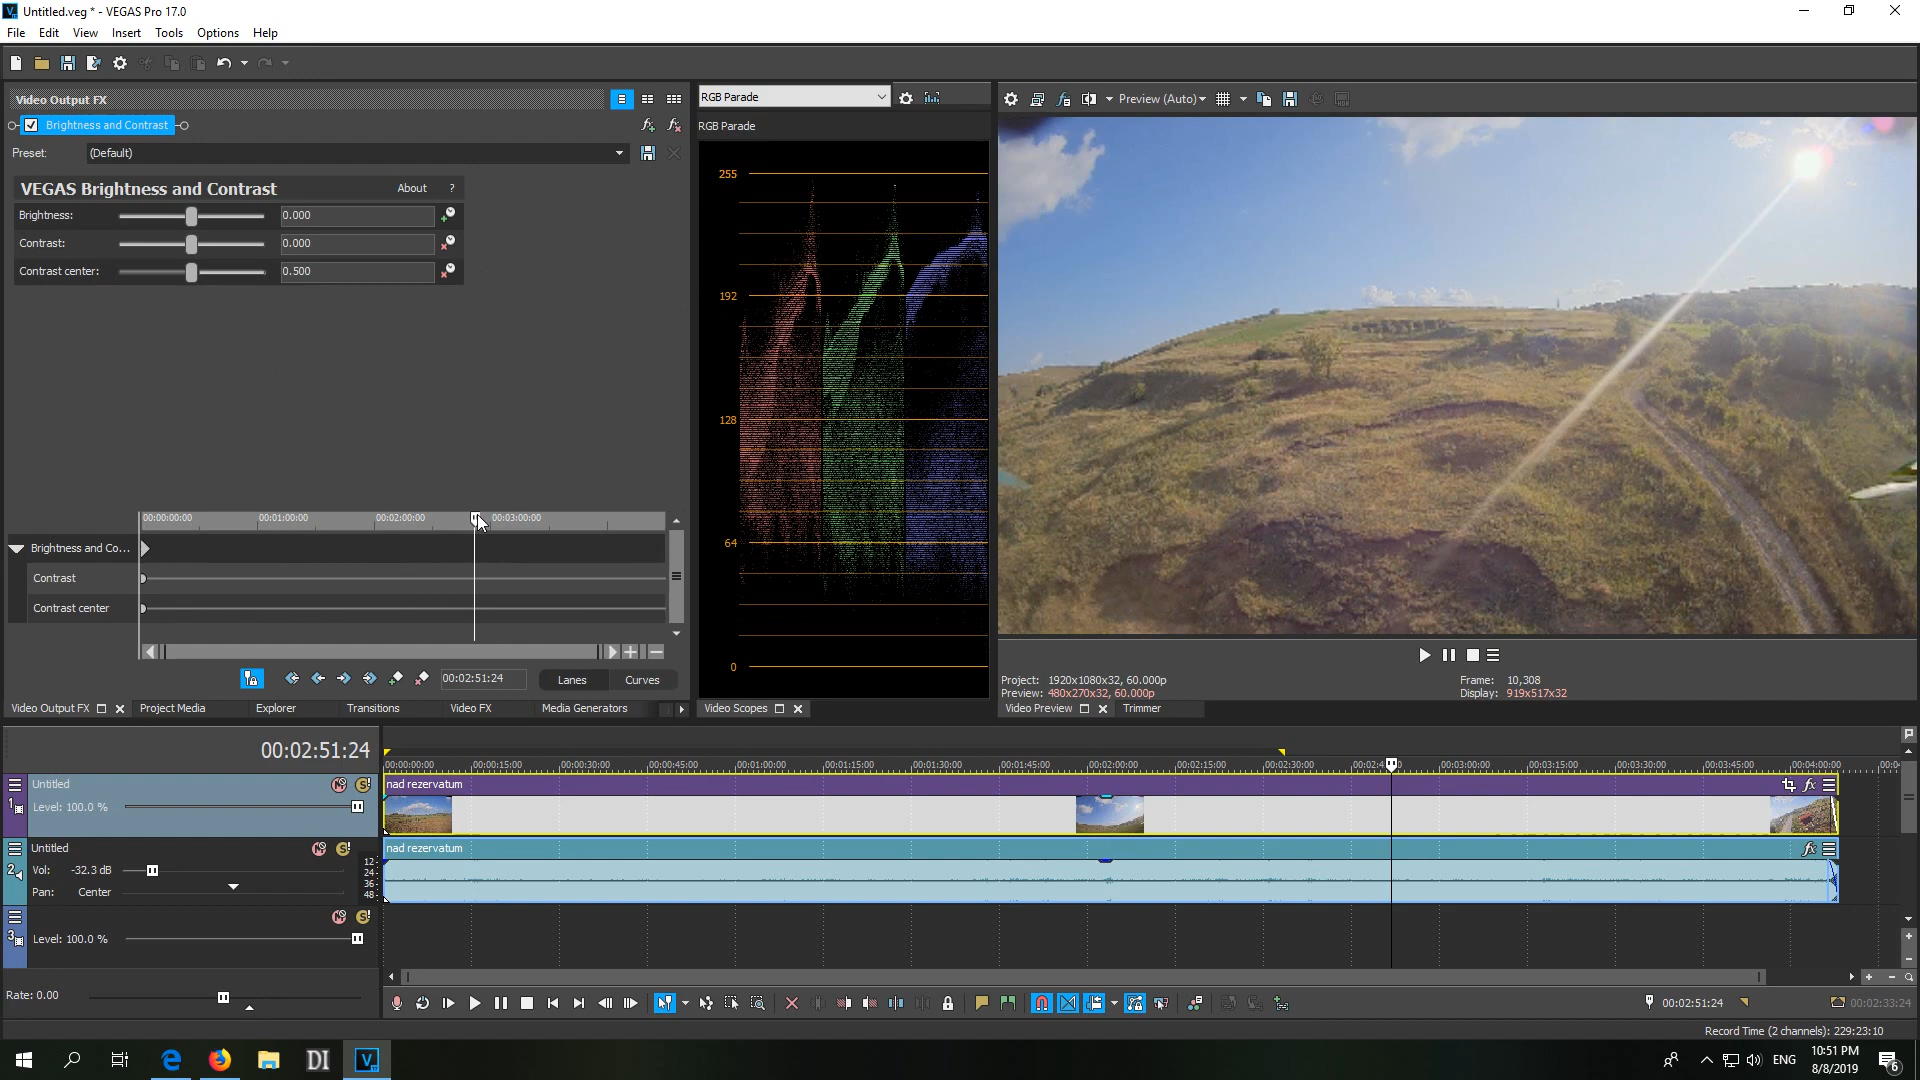 Untitled.veg * - VEGAS Pro 17.0
File Edit View Insert Tools Options Help
Video Output FX
Brightness and Contrast
Preset: (Default)
VEGAS Brightness and Contrast About ?
Brightness: 0.000
Contrast: 0.000
Contrast center: 0.500
00:00:00:00 00:01:00:00 00:02:00:00 00:03:00:00
Brightness and Co...
Contrast
Contrast center
00:02:51:24 Lanes Curves
Video Output FX Project Media Explorer Transitions Video FX Media Generators
RGB Parade
RGB Parade
255
192
128
64
0
Video Scopes
Preview (Auto)
Project: 1920x1080x32, 60.000p
Preview: 480x270x32, 60.000p
Frame: 10,308
Display: 919x517x32
Video Preview Trimmer
00:02:51:24
00:00:00:00 00:00:15:00 00:00:30:00 00:00:45:00 00:01:00:00 00:01:15:00 00:01:30:00 00:01:45:00 00:02:00:00 00:02:15:00 00:02:30:00 00:03:00:00 00:03:15:00 00:03:30:00 00:03:45:00 00:04:00:00
1 Untitled
Level: 100.0 %
nad rezervatum
2 Untitled
Vol: -32.3 dB
Pan: Center
12
24
36
48
nad rezervatum
3 Level: 100.0 %
Rate: 0.00
00:02:51:24 00:02:33:24
Record Time (2 channels): 229:23:10
DI V ENG 10:51 PM
8/8/2019
6